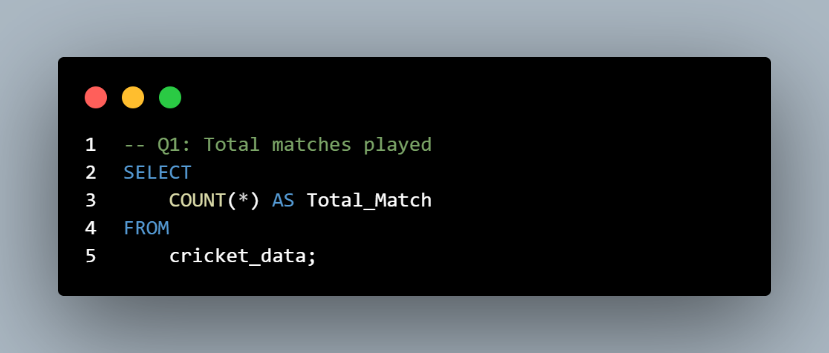 1 -- Q1: Total matches played
2 SELECT
3     COUNT(*) AS Total_Match
4 FROM
5     cricket_data;